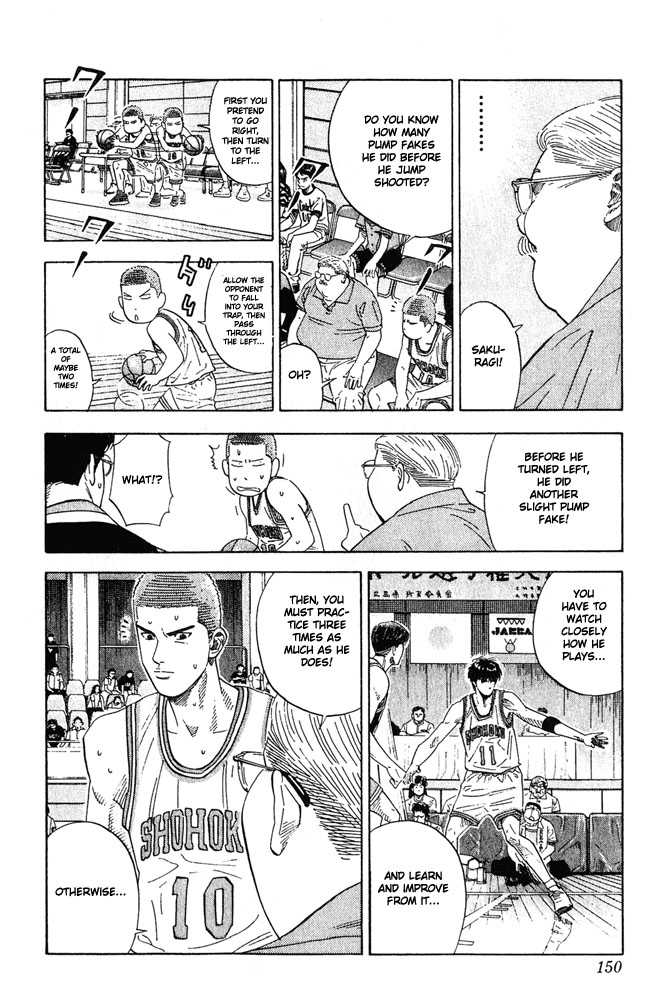 SAKU-
RAGI!
DO YOU KNOW
HOW MANY
PUMP FAKES
HE DID BEFORE
HE JUMP
SHOOTED?
OH?
FIRST YOU
PRETEND
TO GO
RIGHT,
THEN TURN
TO THE
LEFT...
ALLOW THE
OPPONENT
TO FALL
INTO YOUR
TRAP, THEN
PASS
THROUGH
THE LEFT...
A TOTAL
OF
MAYBE
TWO
TIMES!
BEFORE HE
TURNED LEFT,
HE DID
ANOTHER
SLIGHT PUMP
FAKE!
WHAT!?
10
YOU
HAVE TO
WATCH
CLOSELY
HOW HE
PLAYS...
JABBA
SHOHOKU
11
AND LEARN
AND IMPROVE
FROM IT...
THEN, YOU
MUST PRAC-
TICE THREE
TIMES AS
MUCH AS HE
DOES!
SHOHOKU
10
OTHERWISE...
150